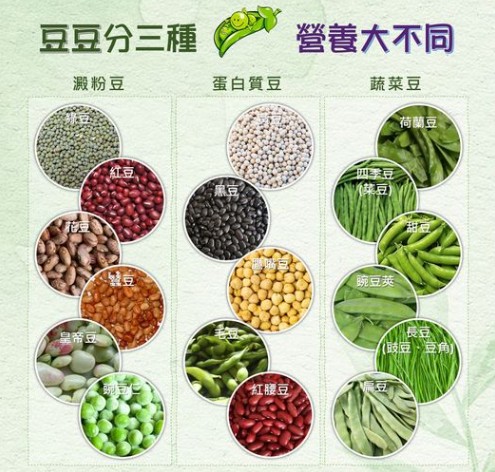 豆豆分三種 營養大不同
澱粉豆
綠豆
紅豆
花豆
蠶豆
皇帝豆
豌豆仁
蛋白質豆
黃豆
黑豆
鷹嘴豆
毛豆
紅腰豆
蔬菜豆
荷蘭豆
四季豆
(菜豆)
甜豆
豌豆莢
長豆
(豉豆、豆角)
扁豆